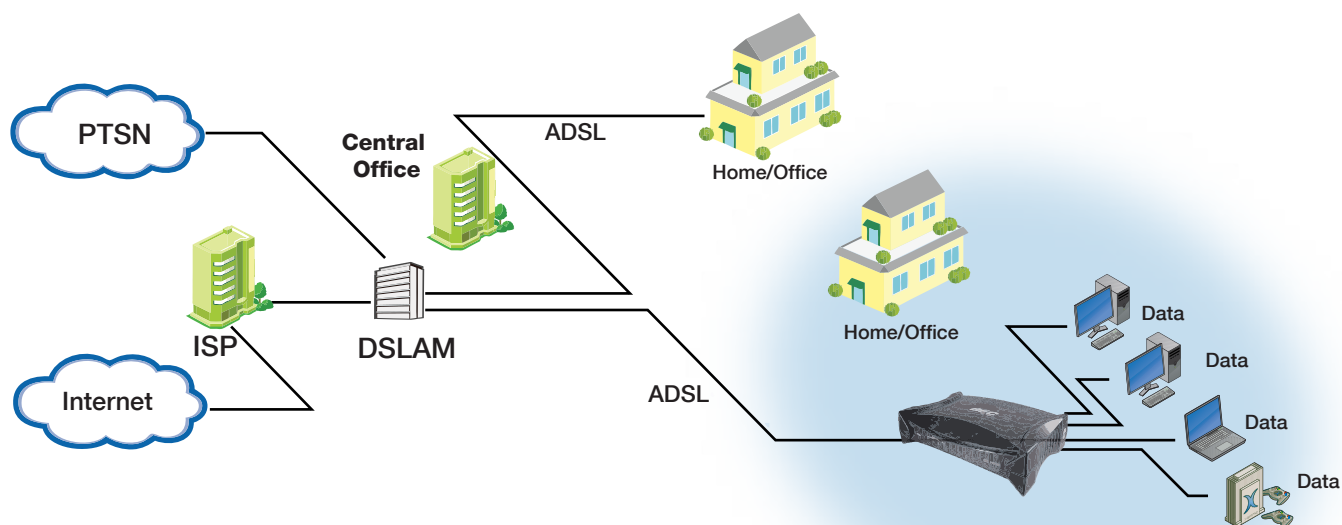 PTSN
Central
Office
ADSL
Home/Office
Home/Office
ISP
DSLAM
Internet
ADSL
Data
Data
Data
Data